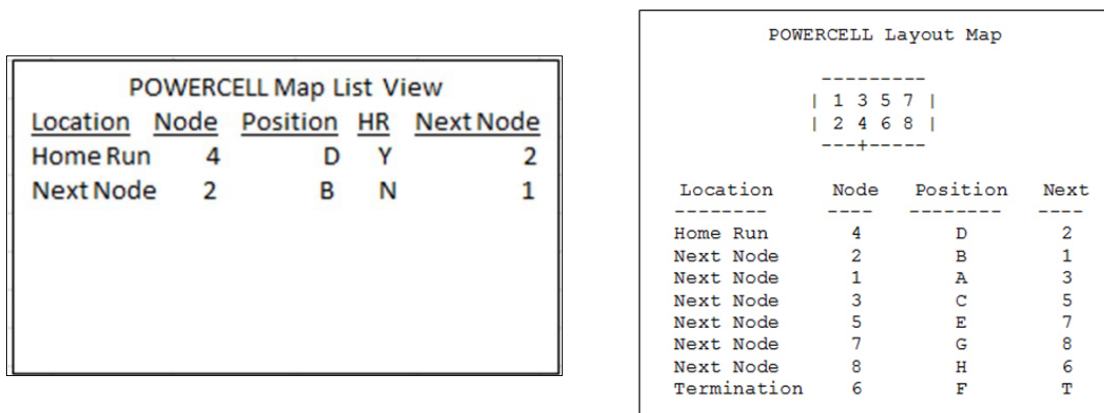 POWERCELL Map List View
Location Node Position HR Next Node
Home Run 4 D Y 2
Next Node 2 B N 1
POWERCELL Layout Map
---------
| 1 3 5 7 |
| 2 4 6 8 |
---+-----
Location Node Position Next
-------- ---- -------- ----
Home Run 4 D 2
Next Node 2 B 1
Next Node 1 A 3
Next Node 3 C 5
Next Node 5 E 7
Next Node 7 G 8
Next Node 8 H 6
Termination 6 F T